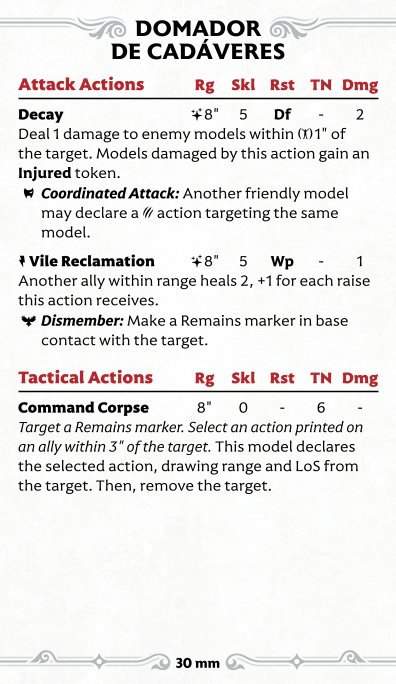 DOMADOR
DE CADÁVERES
Attack Actions Rg Skl Rst TN Dmg
Decay 8" 5 Df - 2
Deal 1 damage to enemy models within 1" of
the target. Models damaged by this action gain an
Injured token.
Coordinated Attack: Another friendly model
may declare a action targeting the same
model.
Vile Reclamation 8" 5 Wp - 1
Another ally within range heals 2, +1 for each raise
this action receives.
Dismember: Make a Remains marker in base
contact with the target.
Tactical Actions Rg Skl Rst TN Dmg
Command Corpse 8" 0 - 6 -
Target a Remains marker. Select an action printed on
an ally within 3" of the target. This model declares
the selected action, drawing range and LoS from
the target. Then, remove the target.
30 mm